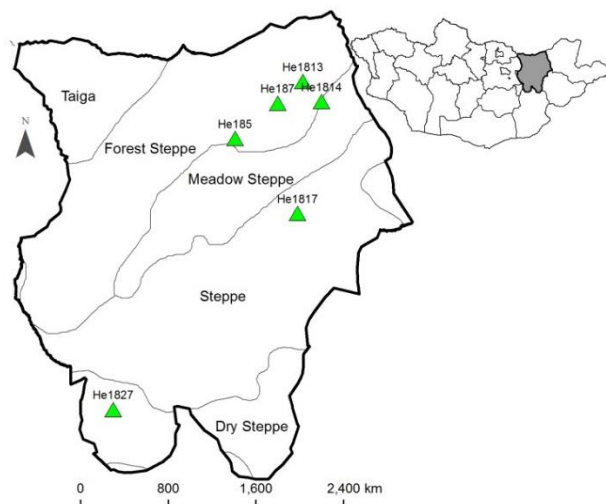 He1813
He187
He1814
Taiga
N
He185
Forest Steppe
Meadow Steppe
He1817
Steppe
He1827
Dry Steppe
0 800 1,600 2,400 km